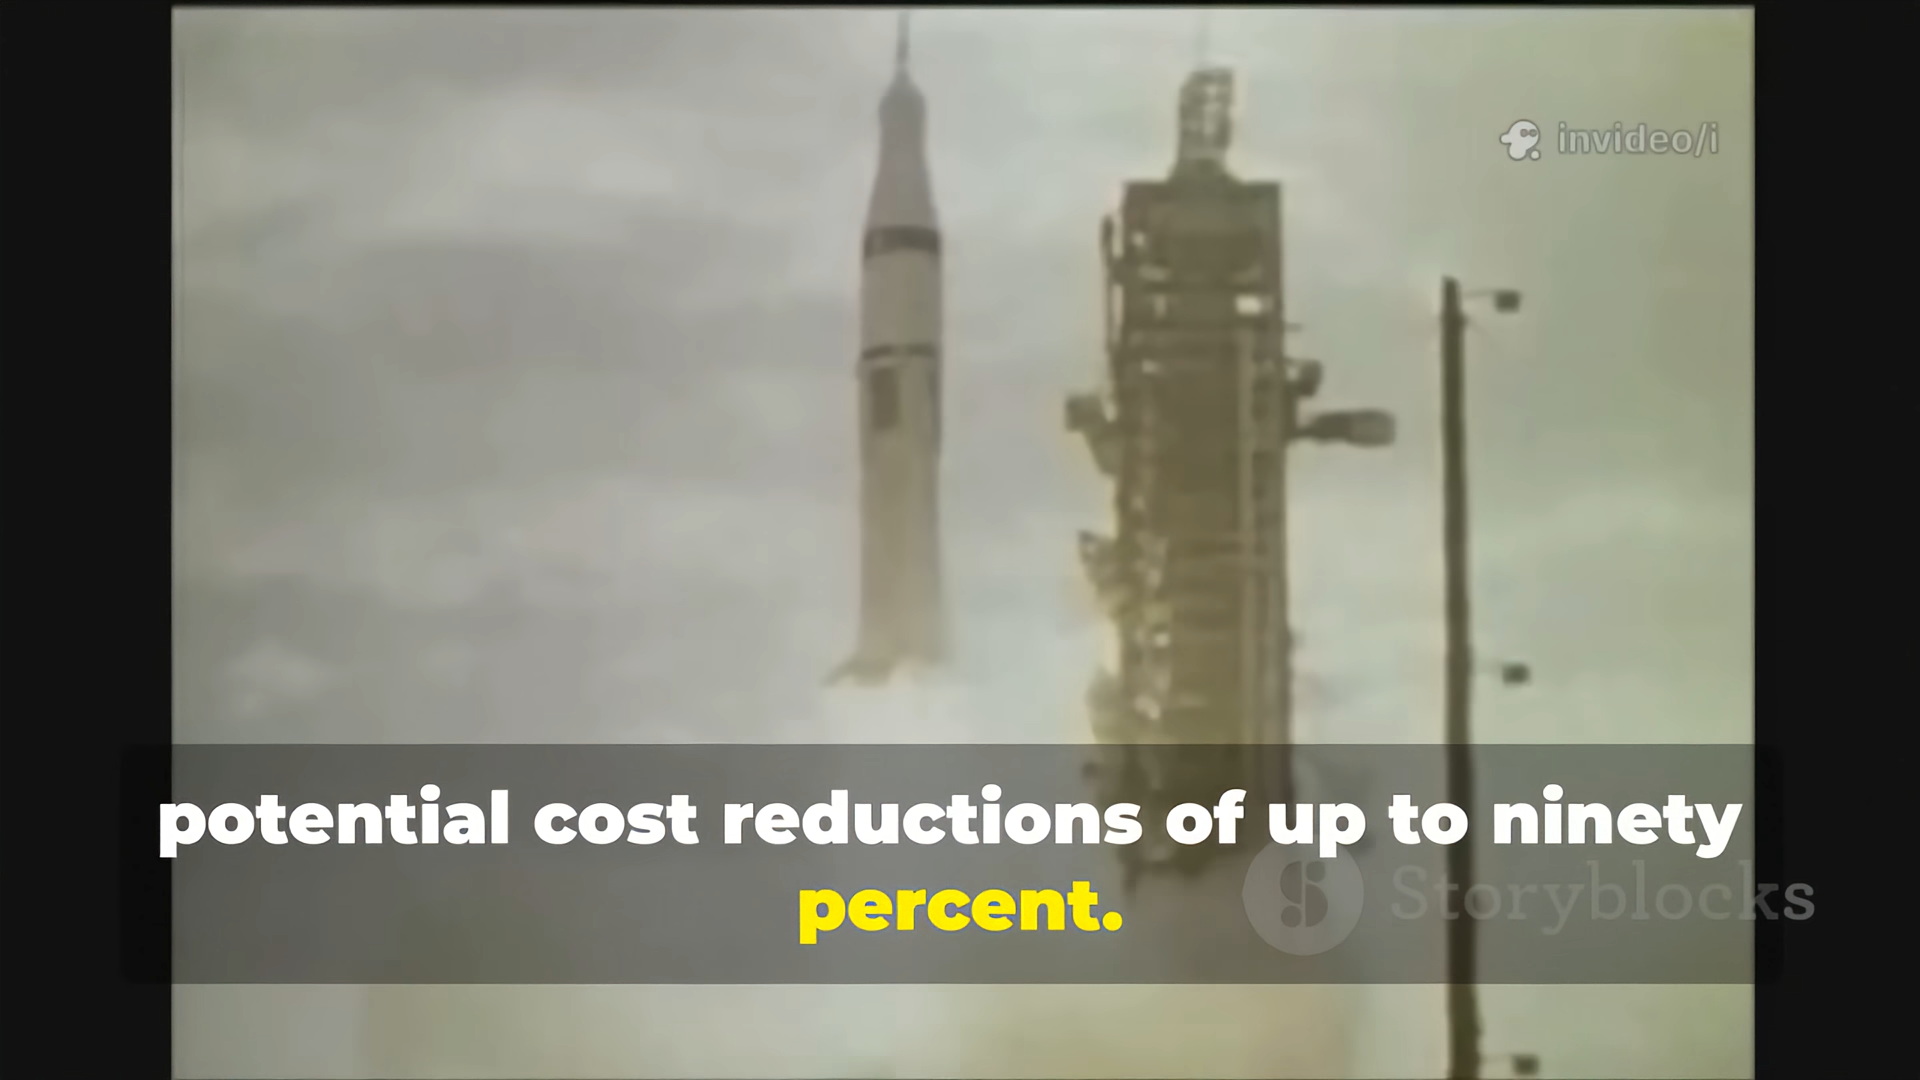 invideo/i
potential cost reductions of up to ninety
percent.
Storyblocks